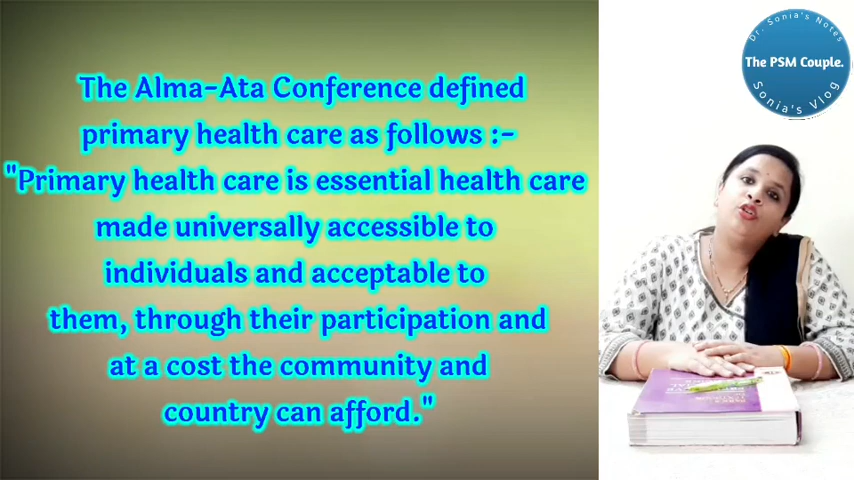 The Alma-Ata Conference defined
primary health care as follows :-
"Primary health care is essential health care
made universally accessible to
individuals and acceptable to
them, through their participation and
at a cost the community and
country can afford."
Dr. Sonia's Notes
The PSM Couple.
Sonia's Vlog